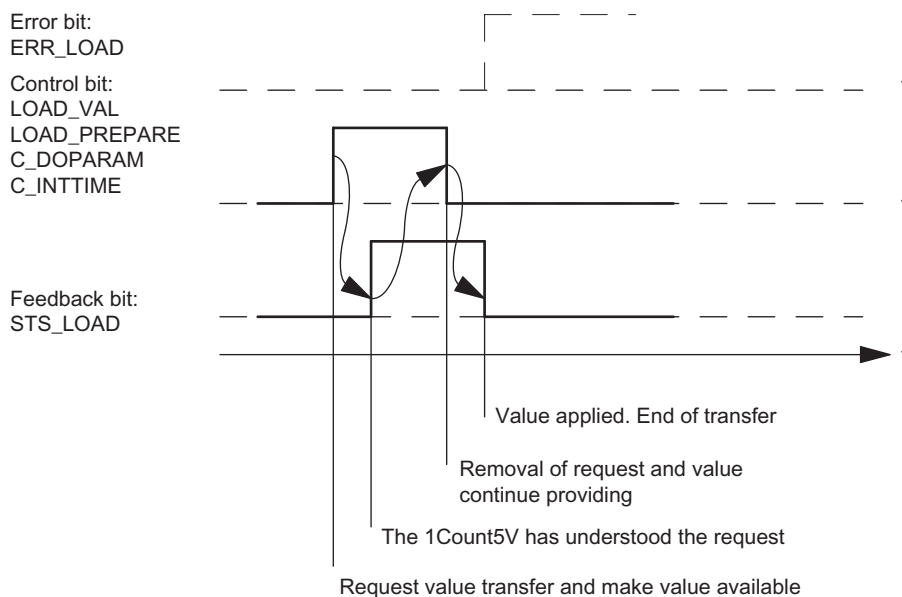 Error bit:
ERR_LOAD
Control bit:
LOAD_VAL
LOAD_PREPARE
C_DOPARAM
C_INTTIME
Feedback bit:
STS_LOAD
Value applied. End of transfer
Removal of request and value
continue providing
The 1Count5V has understood the request
Request value transfer and make value available